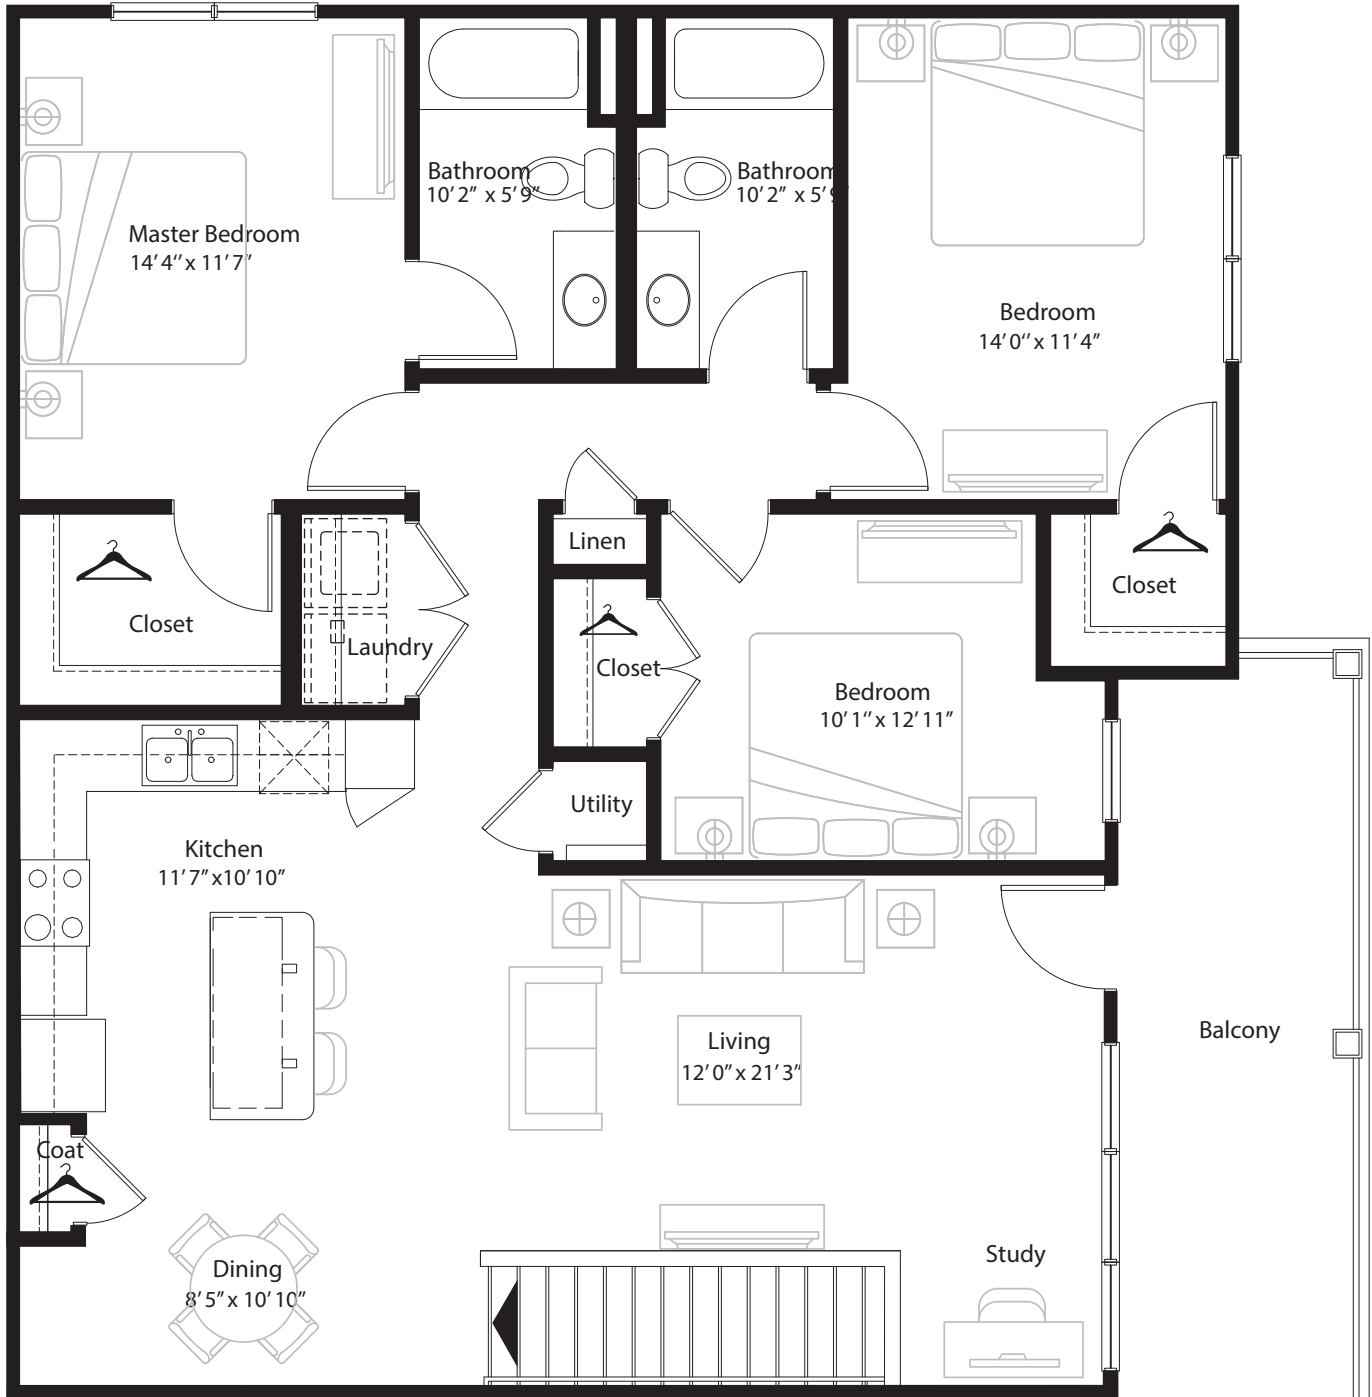 Bathroom
10'2" x 5'9"
Bathroom
10'2" x 5'9"
Master Bedroom
14'4" x 11'7"
Bedroom
14'0" x 11'4"
Linen
Closet
Closet
Laundry
Closet
Bedroom
10'1" x 12'11"
Utility
Kitchen
11'7" x10'10"
Living
12'0" x 21'3"
Balcony
Coat
Study
Dining
8'5" x 10'10"